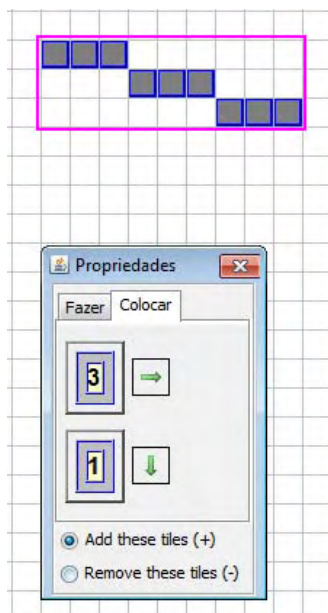 Propriedades
Fazer Colocar
3
1
Add these tiles (+)
Remove these tiles (-)